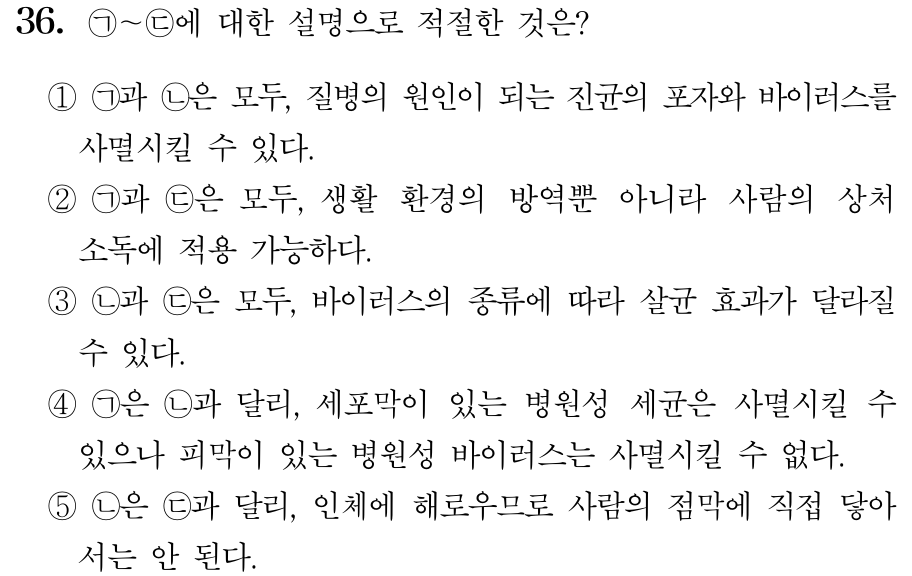 36. ㉠~㉢에 대한 설명으로 적절한 것은?
① ㉠과 ㉡은 모두, 질병의 원인이 되는 진균의 포자와 바이러스를
사멸시킬 수 있다.
② ㉠과 ㉢은 모두, 생활 환경의 방역뿐 아니라 사람의 상처
소독에 적용 가능하다.
③ ㉡과 ㉢은 모두, 바이러스의 종류에 따라 살균 효과가 달라질
수 있다.
④ ㉠은 ㉡과 달리, 세포막이 있는 병원성 세균은 사멸시킬 수
있으나 피막이 있는 병원성 바이러스는 사멸시킬 수 없다.
⑤ ㉡은 ㉢과 달리, 인체에 해로우므로 사람의 점막에 직접 닿아
서는 안 된다.